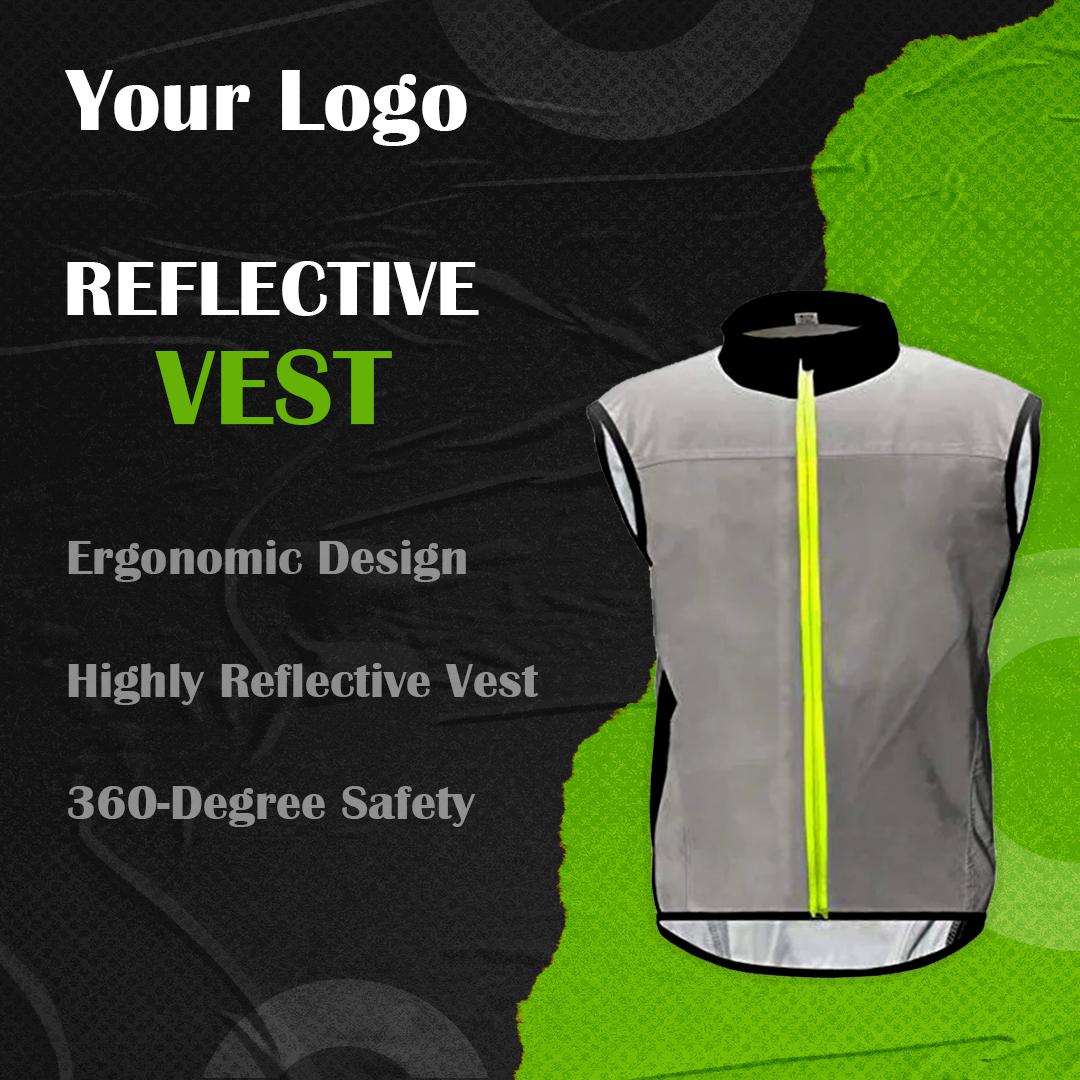 Your Logo
REFLECTIVE
VEST
Ergonomic Design
Highly Reflective Vest
360-Degree Safety